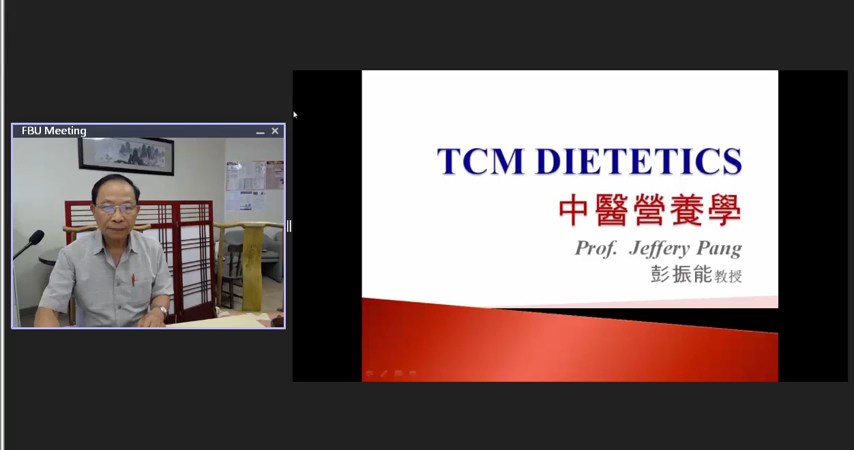 FBU Meeting
TCM DIETETICS
中醫營養學
Prof. Jeffery Pang
彭振能教授